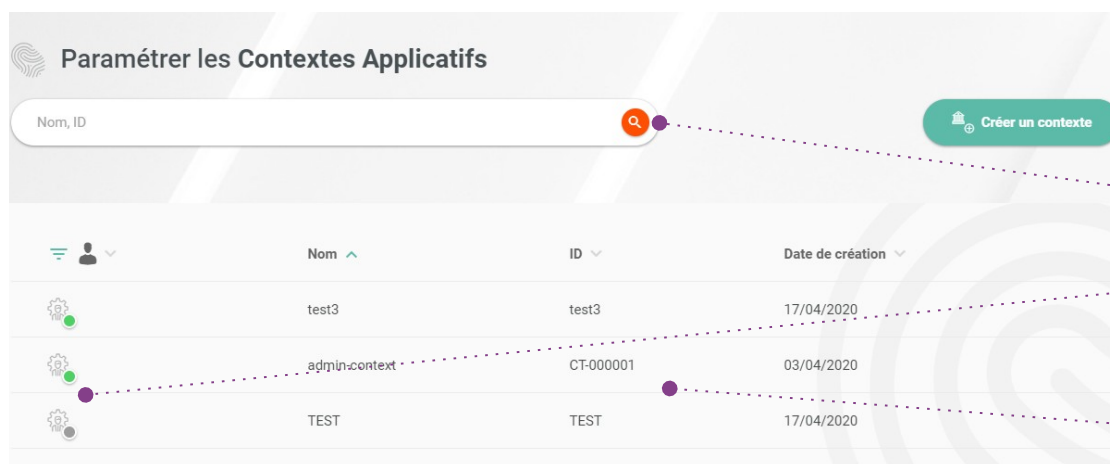 Paramétrer les Contextes Applicatifs
Nom, ID
Créer un contexte
Nom ID Date de création
test3 test3 17/04/2020
admin-context CT-000001 03/04/2020
TEST TEST 17/04/2020